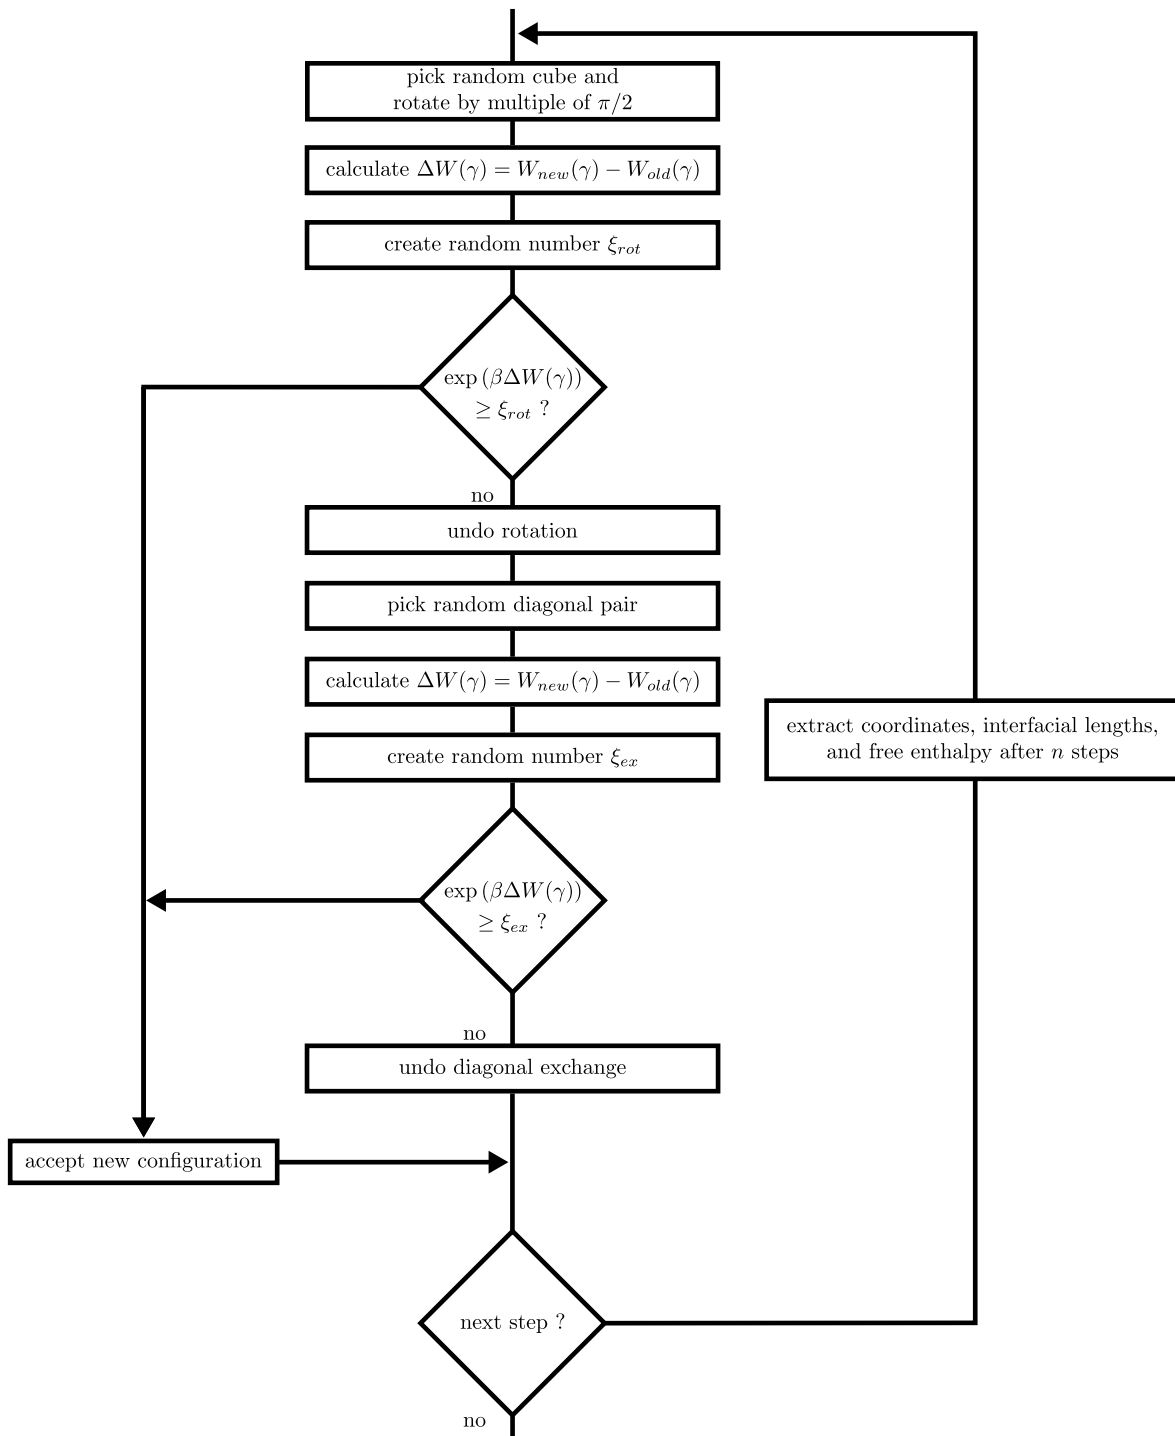 pick random cube and
rotate by multiple of π/2
calculate ΔW(γ) = W_new(γ) − W_old(γ)
create random number ξ_rot
exp (βΔW(γ))
≥ ξ_rot ?
no
undo rotation
pick random diagonal pair
calculate ΔW(γ) = W_new(γ) − W_old(γ)
extract coordinates, interfacial lengths,
and free enthalpy after n steps
create random number ξ_ex
exp (βΔW(γ))
≥ ξ_ex ?
no
undo diagonal exchange
accept new configuration
next step ?
no